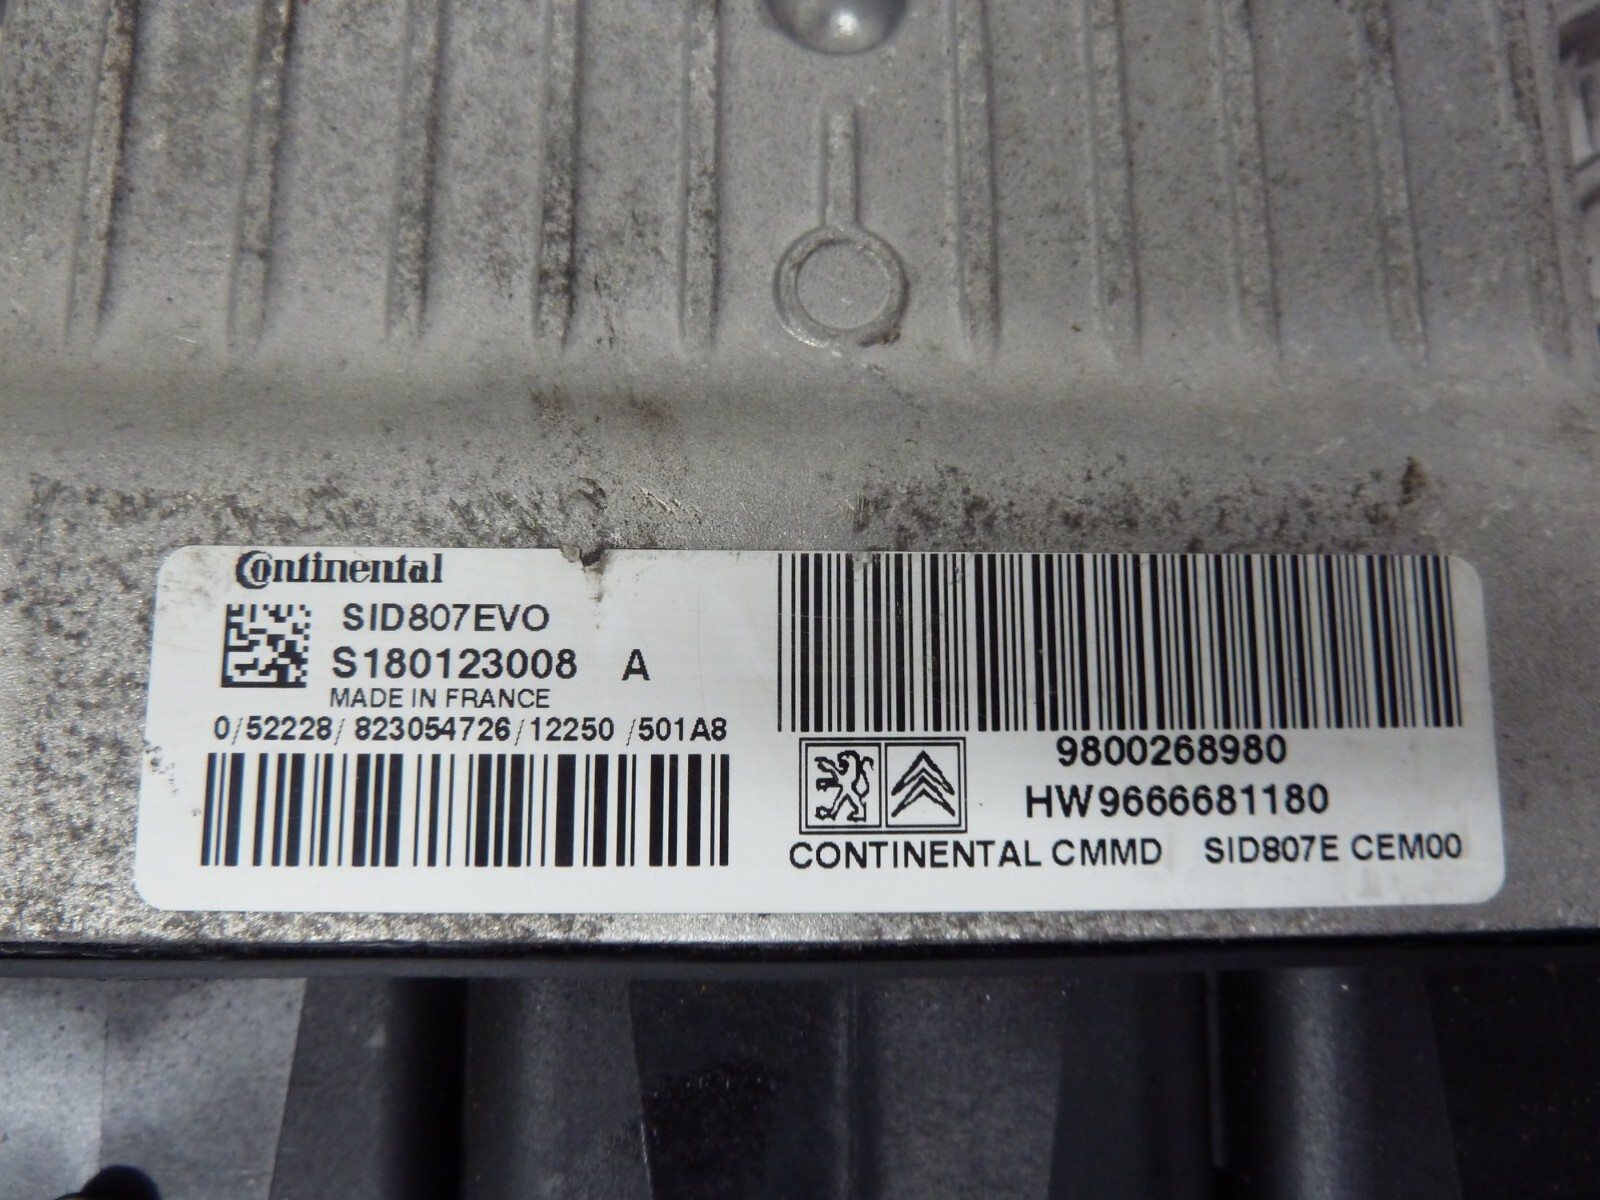 Continental
SID807EVO
S180123008 A
MADE IN FRANCE
0/52228/823054726/12250/501A8
9800268980
HW9666681180
CONTINENTAL CMMD SID807E CEM00